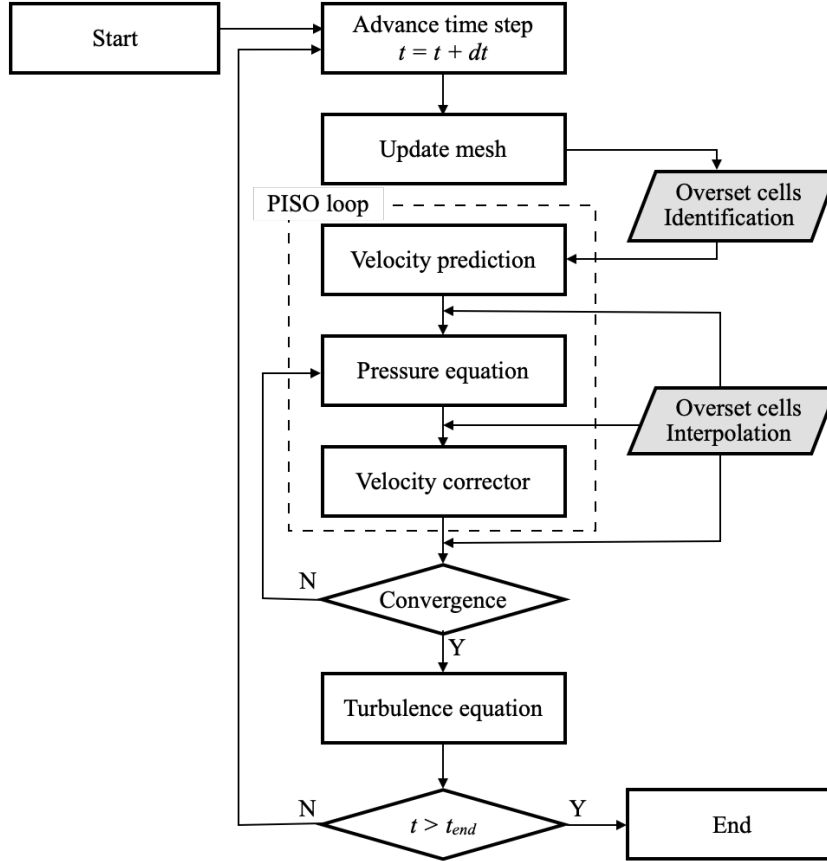 Start
Advance time step
t = t + dt
Update mesh
Overset cells
Identification
PISO loop
Velocity prediction
Pressure equation
Overset cells
Interpolation
Velocity corrector
N
Convergence
Y
Turbulence equation
N
t > t_end
Y
End